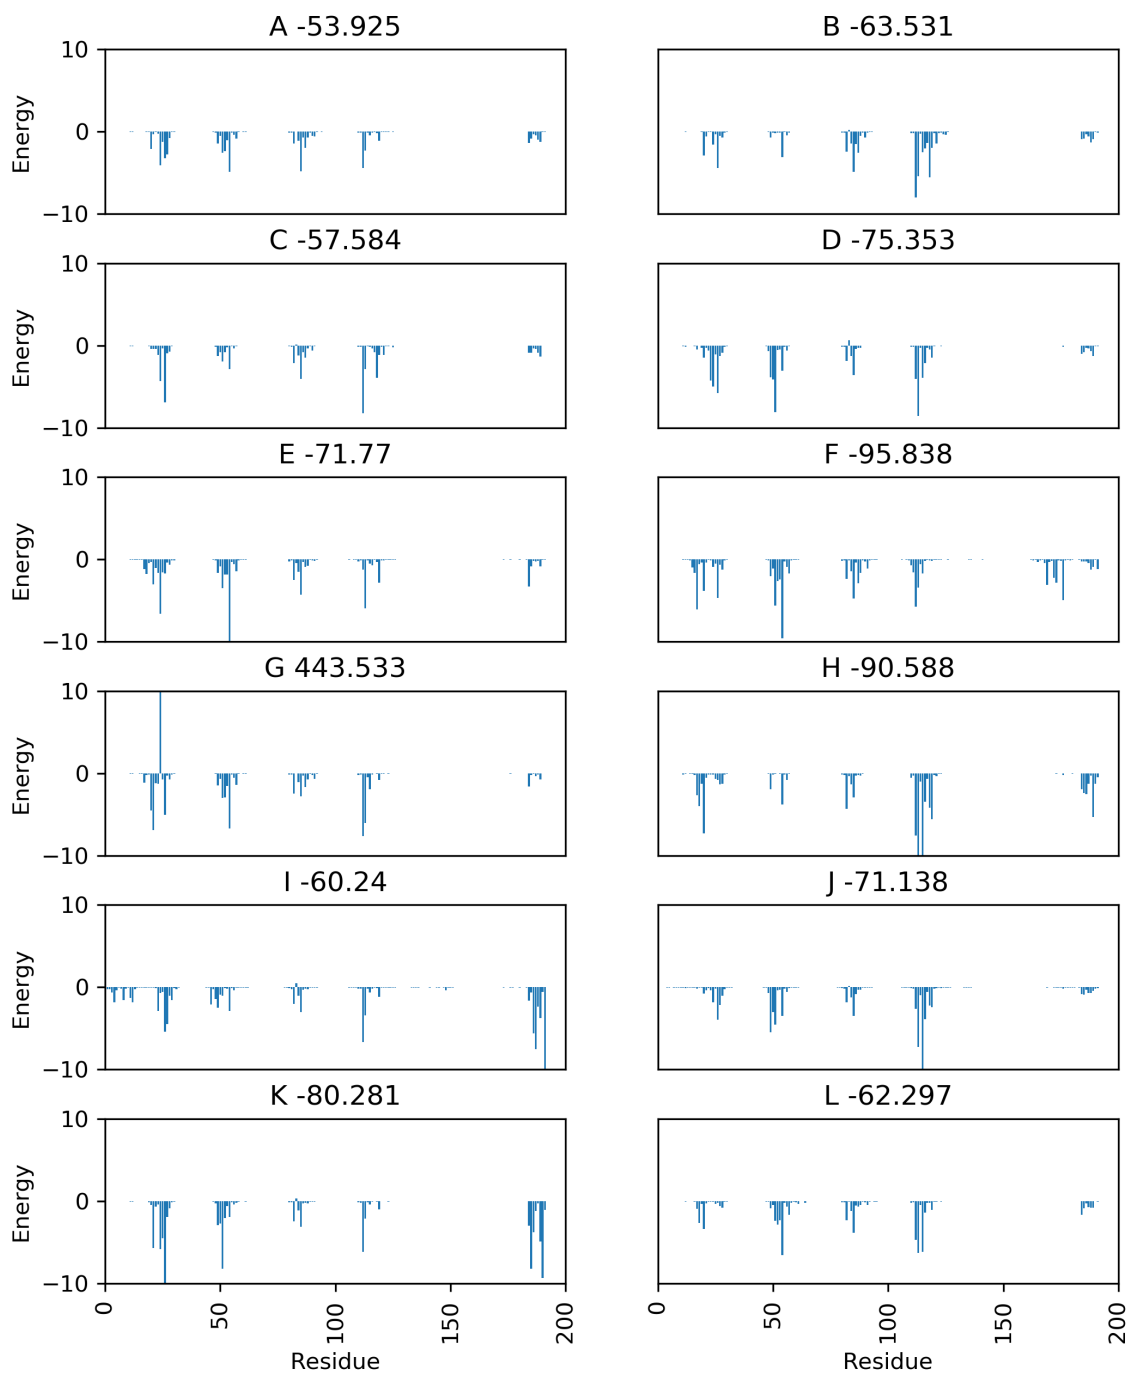 A -53.925
B -63.531
10
0
−10
Energy
C -57.584
D -75.353
10
0
−10
Energy
E -71.77
F -95.838
10
0
−10
Energy
G 443.533
H -90.588
10
0
−10
Energy
I -60.24
J -71.138
10
0
−10
Energy
K -80.281
L -62.297
10
0
−10
Energy
0 50 100 150 200
0 50 100 150 200
Residue
Residue